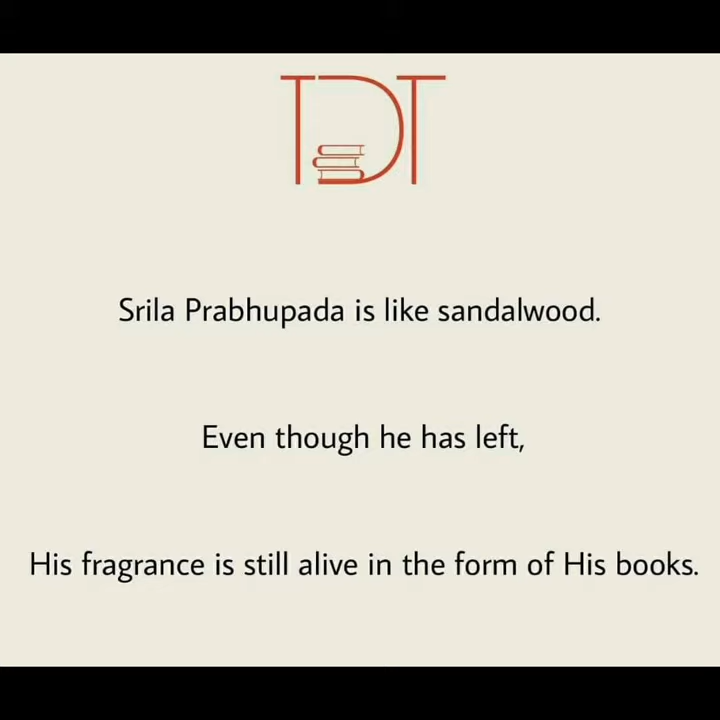 TDT
Srila Prabhupada is like sandalwood.
Even though he has left,
His fragrance is still alive in the form of His books.